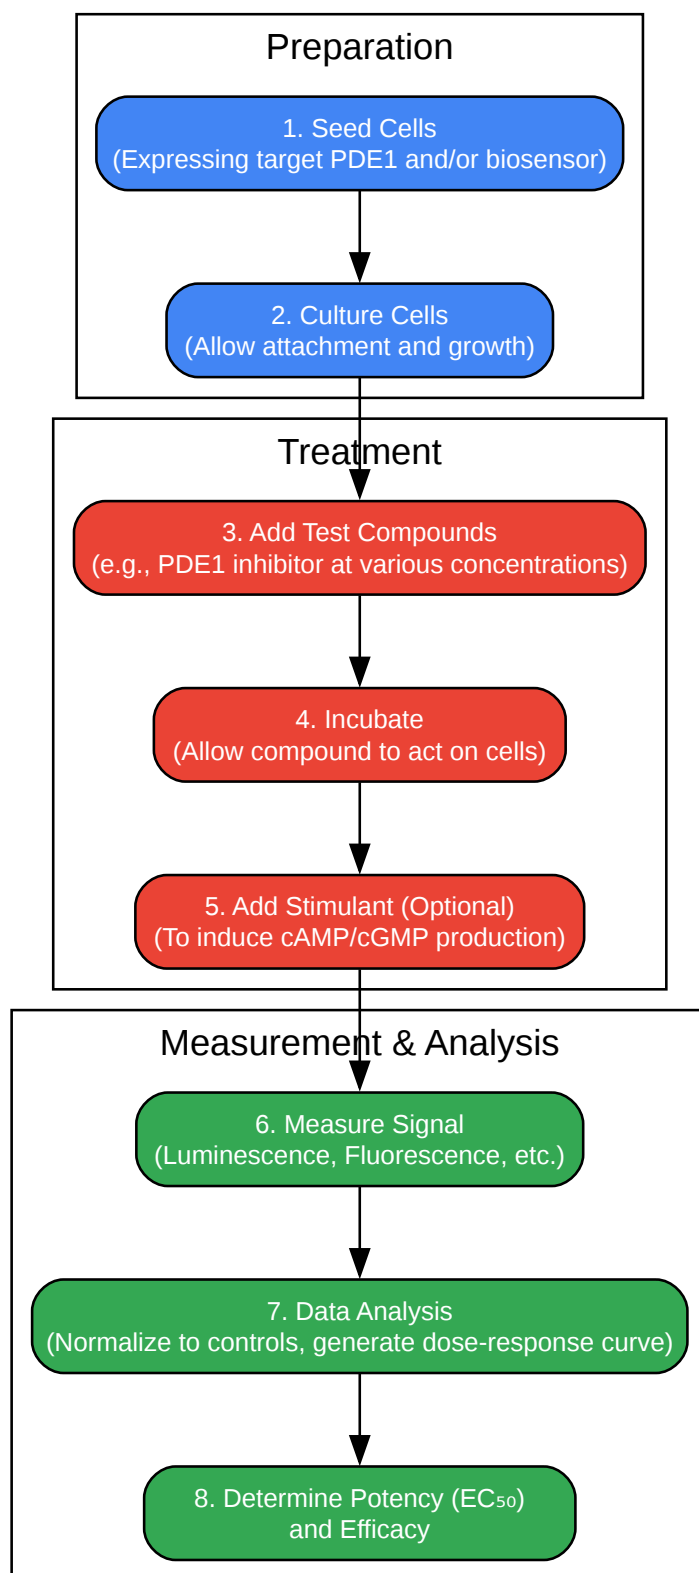 Preparation
1. Seed Cells
(Expressing target PDE1 and/or biosensor)
2. Culture Cells
(Allow attachment and growth)
Treatment
3. Add Test Compounds
(e.g., PDE1 inhibitor at various concentrations)
4. Incubate
(Allow compound to act on cells)
5. Add Stimulant (Optional)
(To induce cAMP/cGMP production)
Measurement & Analysis
6. Measure Signal
(Luminescence, Fluorescence, etc.)
7. Data Analysis
(Normalize to controls, generate dose-response curve)
8. Determine Potency (EC₅₀)
and Efficacy